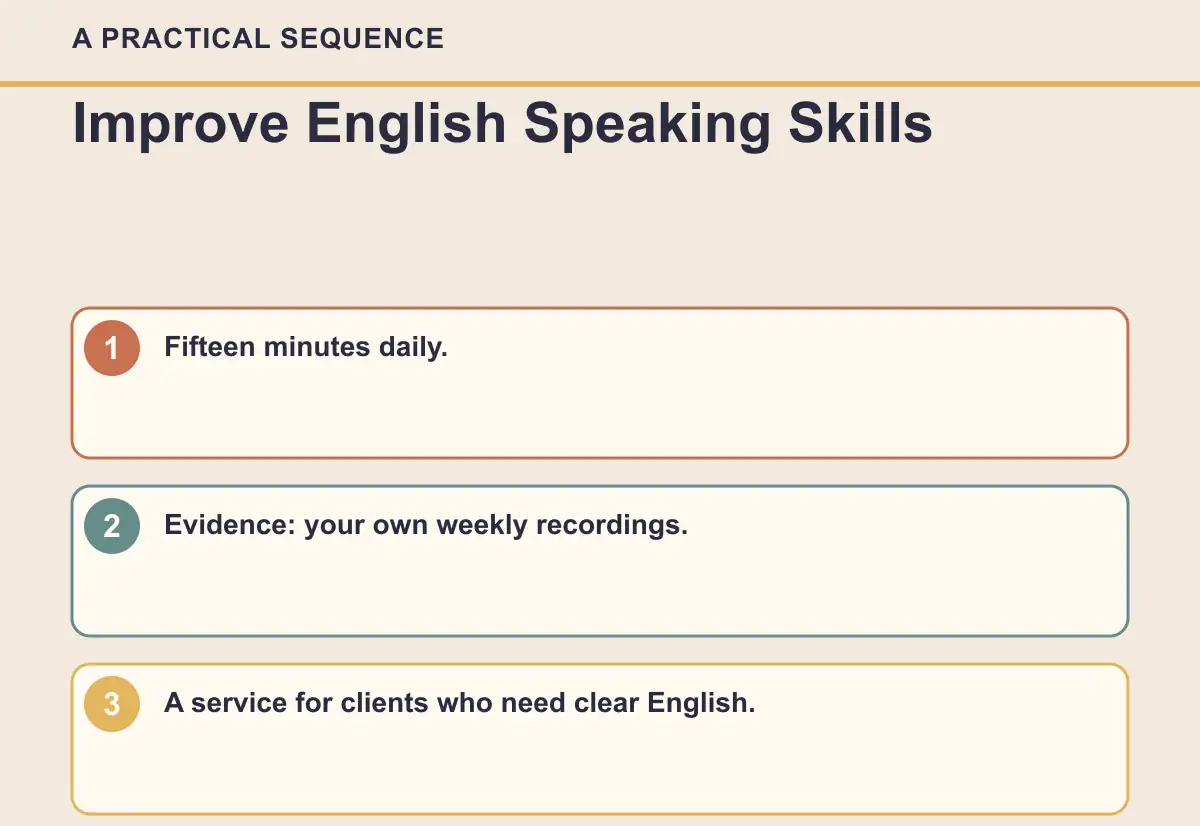 A PRACTICAL SEQUENCE
Improve English Speaking Skills
1
Fifteen minutes daily.
2
Evidence: your own weekly recordings.
3
A service for clients who need clear English.